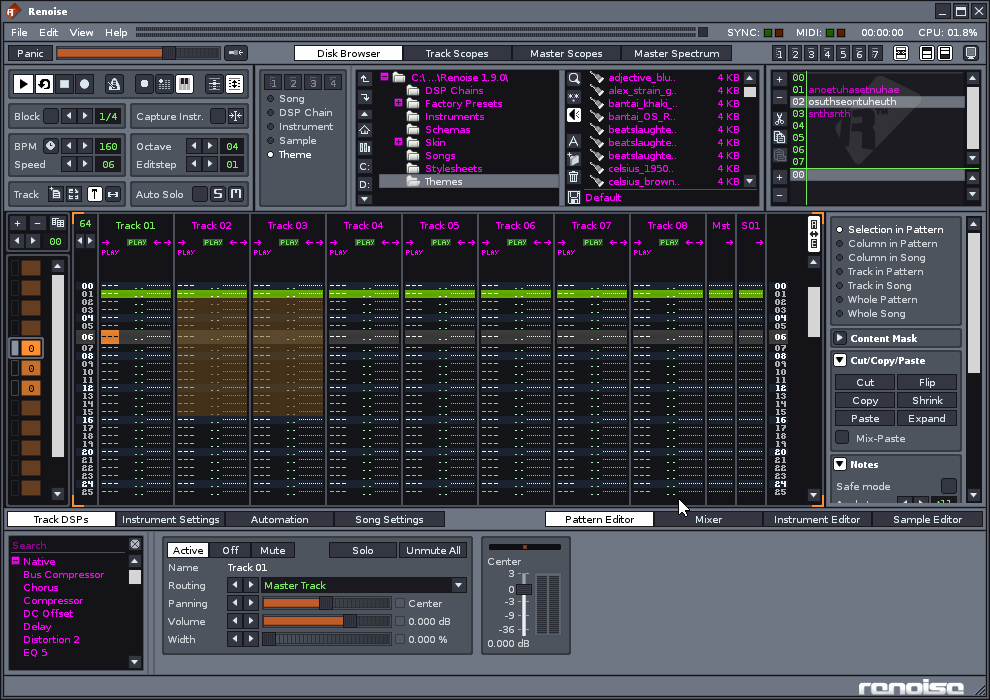 Renoise
File Edit View Help SYNC: MIDI: 00:00:00 CPU: 01.8%
Panic Disk Browser Track Scopes Master Scopes Master Spectrum 1 2 3 4 5 6 7
Block 1/4 Capture Instr.
BPM 160 Octave 04
Speed 06 Editstep 01
Track Auto Solo S M
1 2 3 4
Song
DSP Chain
Instrument
Sample
Theme
C:\...\Renoise 1.9.0\
DSP Chains
Factory Presets
Instruments
Schemas
Skin
Songs
Stylesheets
Themes
C:
D:
adjective_blu.. 4 KB
alex_strain_g.. 4 KB
bantai_khaki_.. 4 KB
bantai_OS_R.. 4 KB
beatslaughte.. 4 KB
beatslaughte.. 4 KB
beatslaughte.. 4 KB
celsius_1950.. 4 KB
celsius_brown.. 4 KB
Default
00
01 anoetuhasetnuhae
02 osuthseontuheuth
03 snthsnth
04
05
06
07
00
00
64 Track 01 Track 02 Track 03 Track 04 Track 05 Track 06 Track 07 Track 08 Mst S01
PLAY PLAY PLAY PLAY PLAY PLAY PLAY PLAY
PLAY PLAY PLAY PLAY PLAY PLAY PLAY PLAY
00 00
01 01
02 02
03 03
04 04
05 05
06 06
07 07
08 08
09 09
10 10
11 11
12 12
13 13
14 14
15 15
16 16
17 17
18 18
19 19
20 20
21 21
22 22
23 23
24 24
25 25
0
0
0
Selection in Pattern
Column in Pattern
Column in Song
Track in Pattern
Track in Song
Whole Pattern
Whole Song
Content Mask
Cut/Copy/Paste
Cut Flip
Copy Shrink
Paste Expand
Mix-Paste
Notes
Safe mode
Track DSPs Instrument Settings Automation Song Settings Pattern Editor Mixer Instrument Editor Sample Editor
Search
Native
Bus Compressor
Chorus
Compressor
DC Offset
Delay
Distortion 2
EQ 5
Active Off Mute Solo Unmute All
Name Track 01
Routing Master Track
Panning Center
Volume 0.000 dB
Width 0.000 %
Center
3
0
-3
-9
-36
0.000 dB
renoise